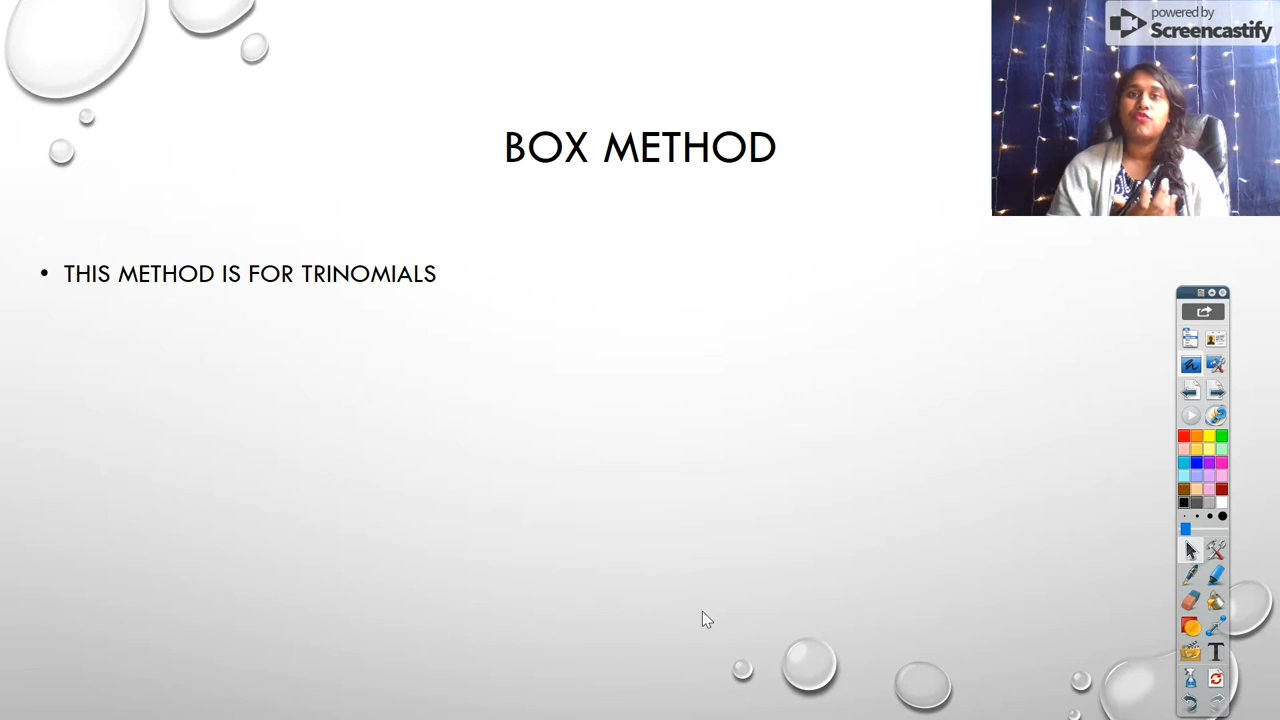 powered by
Screencastify
BOX METHOD
• THIS METHOD IS FOR TRINOMIALS
T